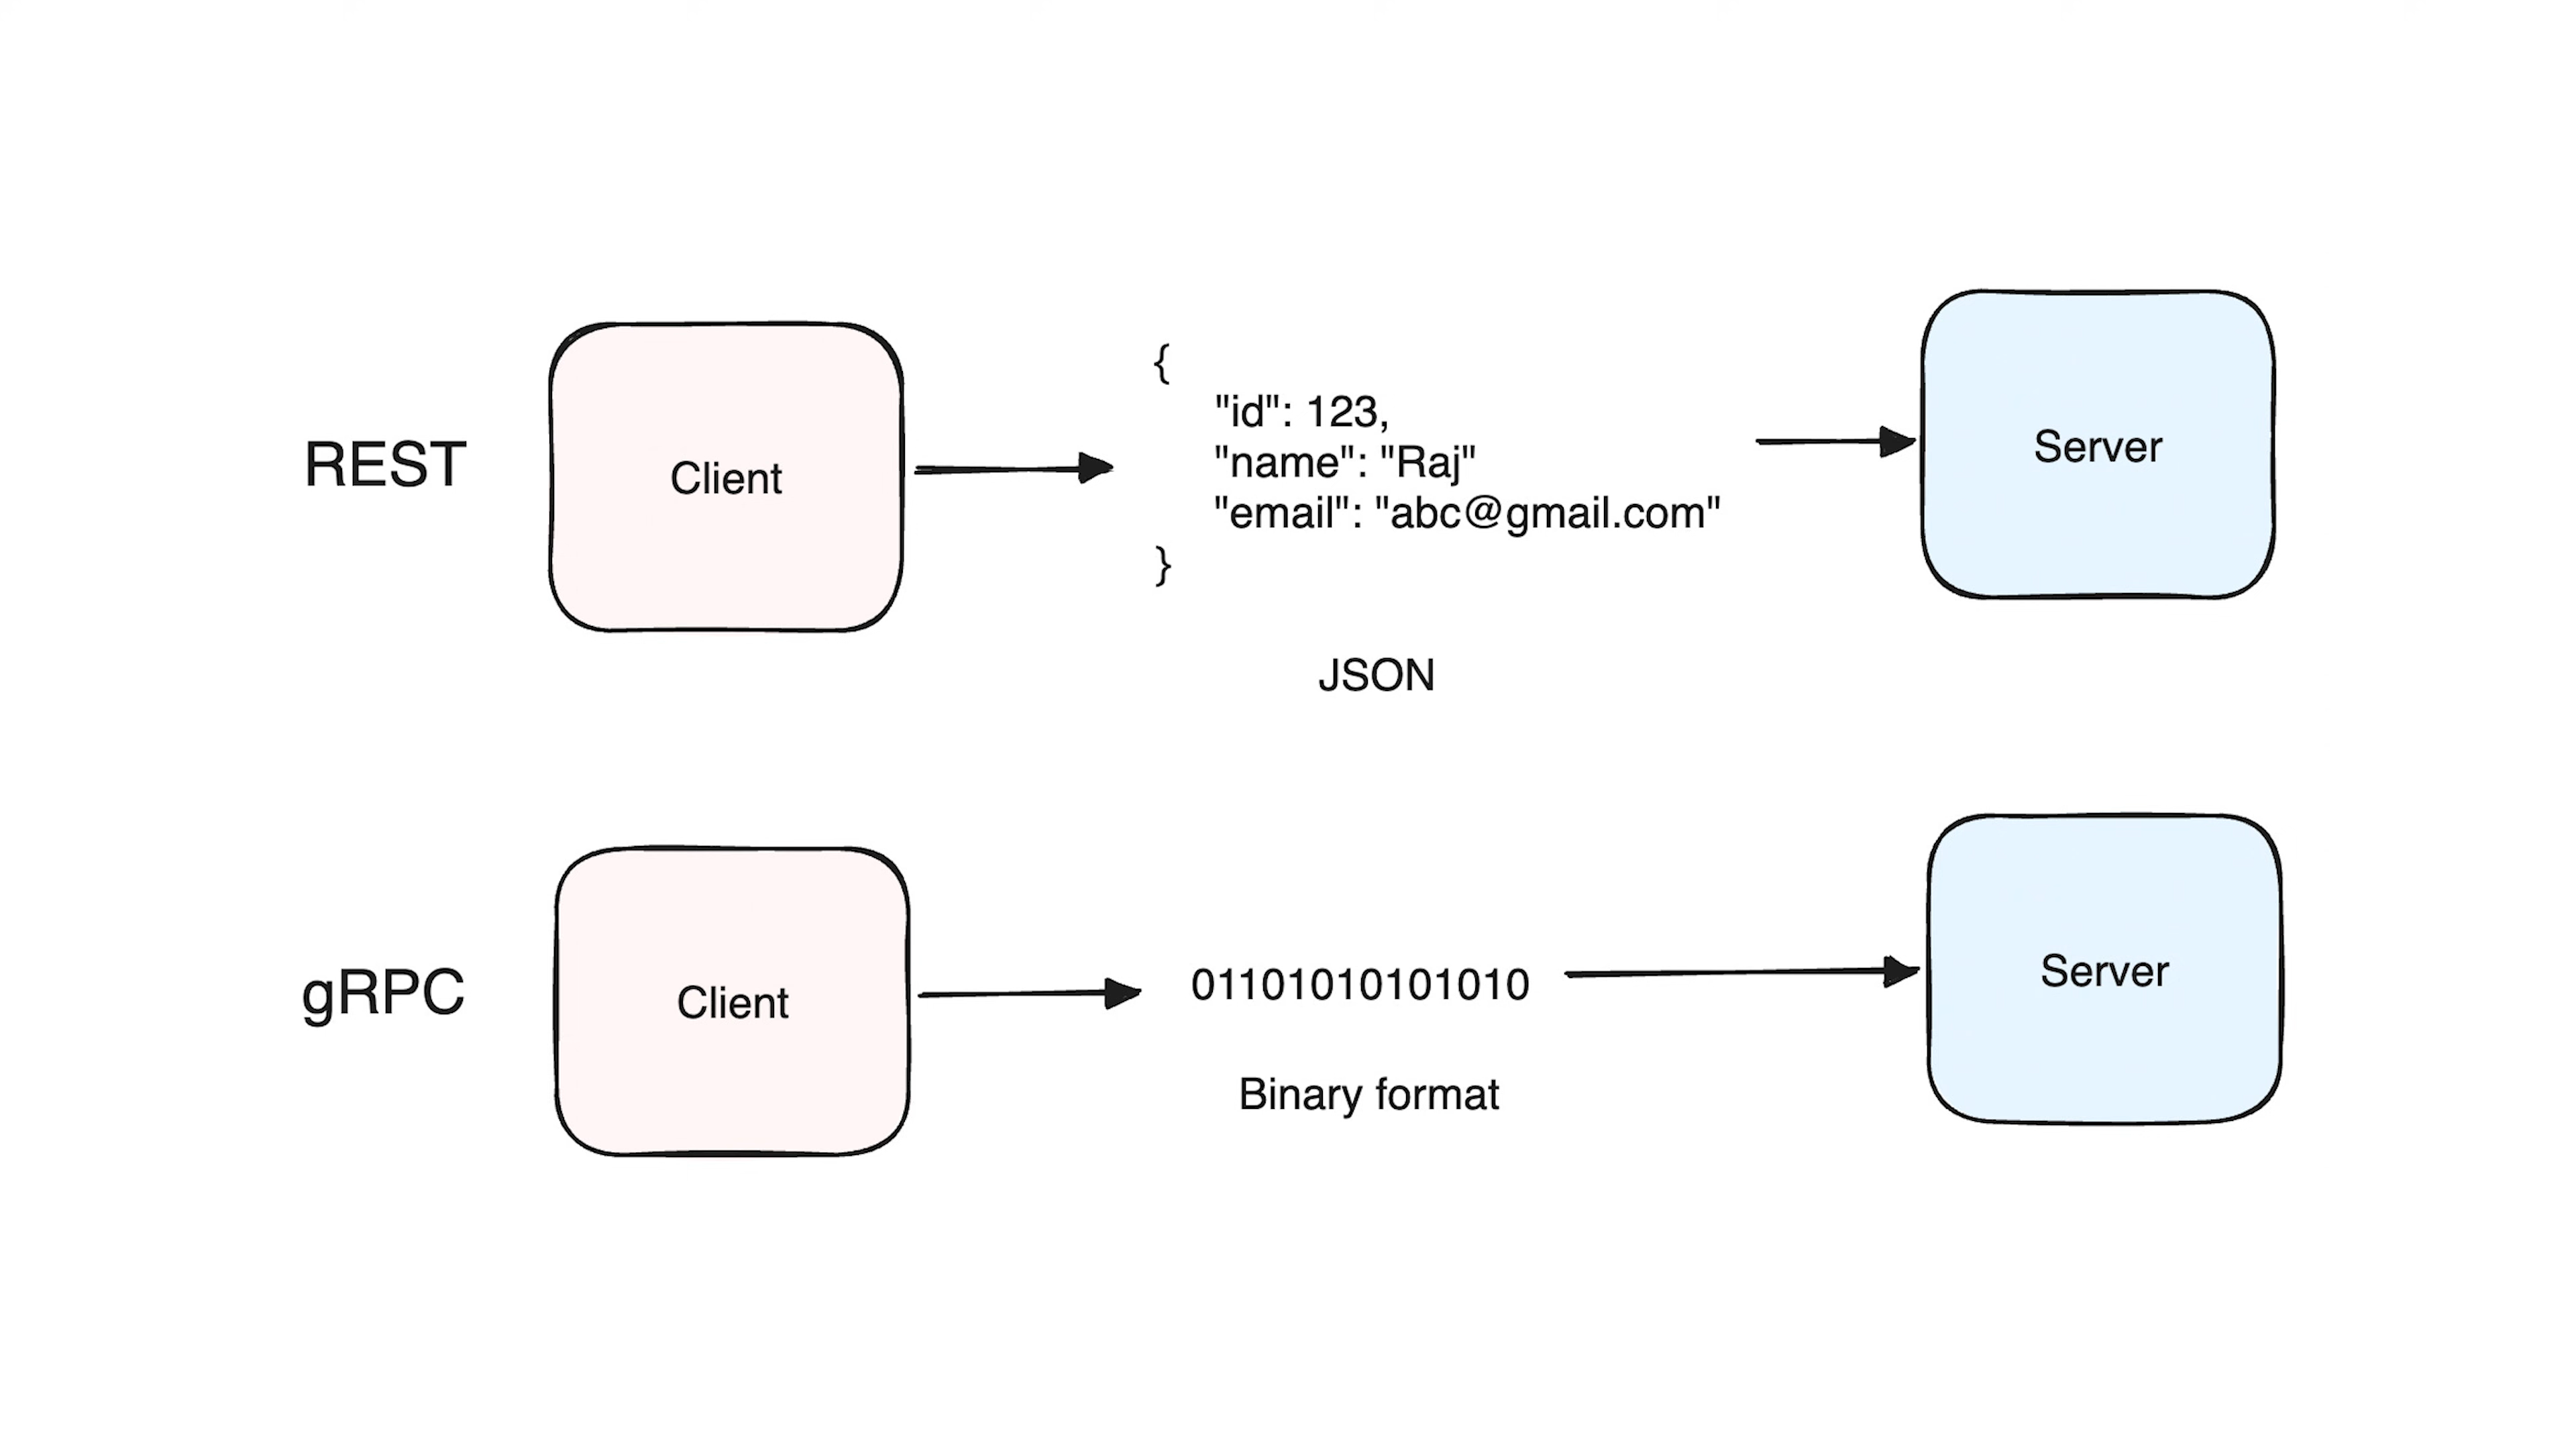 REST
Client
{
"id": 123,
"name": "Raj"
"email": "abc@gmail.com"
}
JSON
Server
gRPC
Client
01101010101010
Binary format
Server